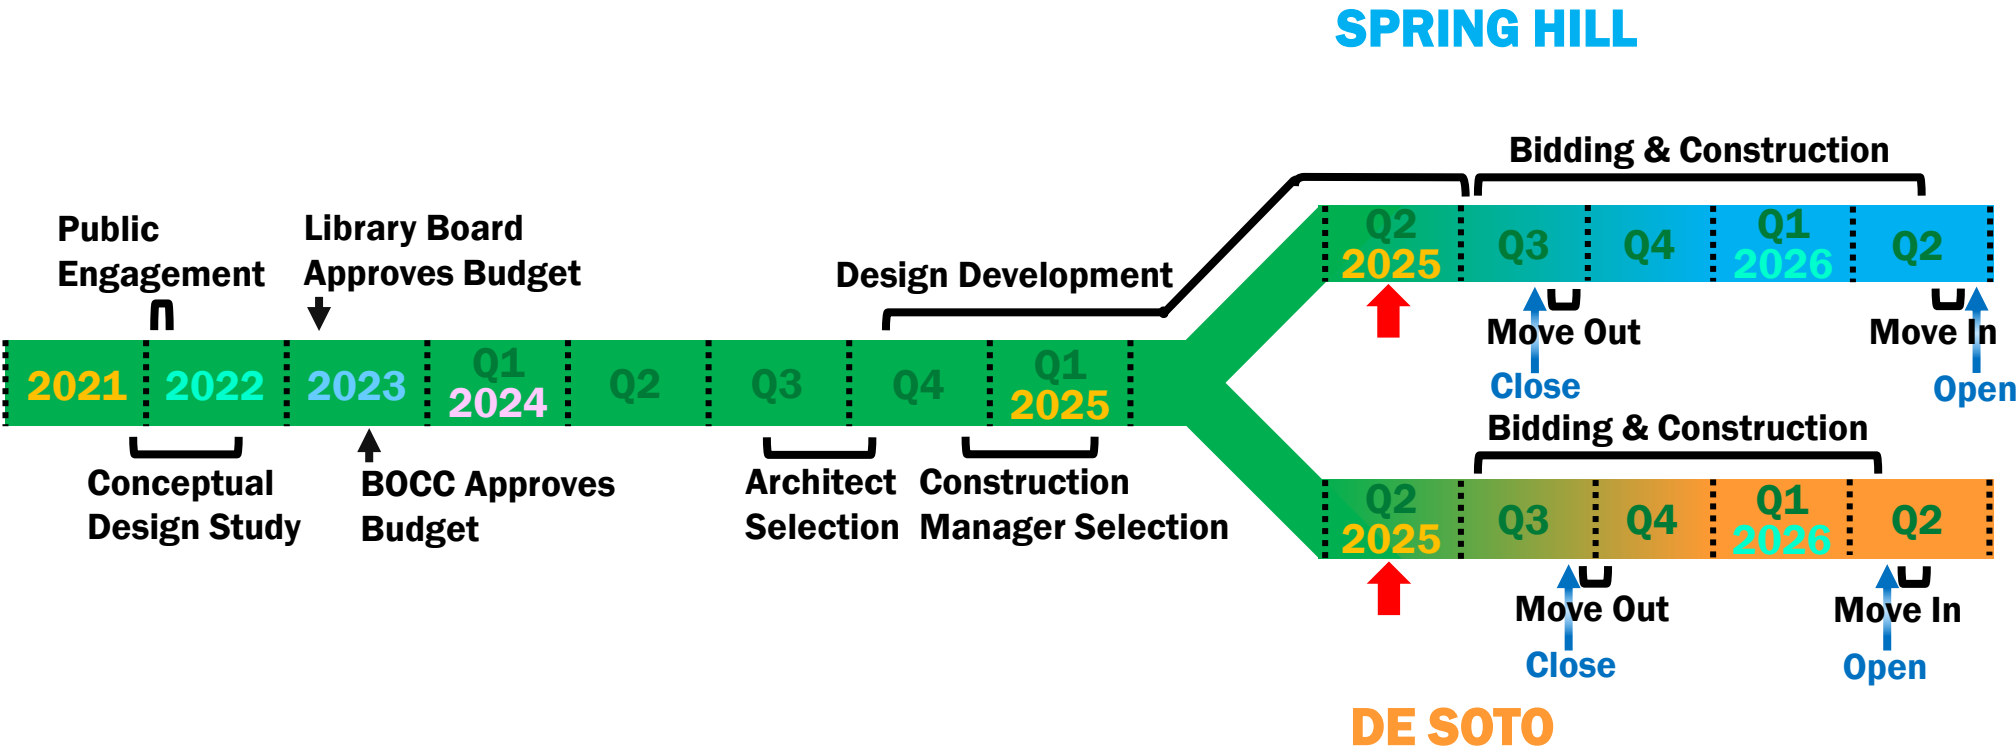 SPRING HILL
Bidding & Construction
Public
Engagement
Library Board
Approves Budget
Design Development
Q2
2025
Q3
Q4
Q1
2026
Q2
Move Out
Move In
Close
Open
2021
2022
2023
Q1
2024
Q2
Q3
Q4
Q1
2025
Conceptual
Design Study
BOCC Approves
Budget
Architect
Selection
Construction
Manager Selection
Bidding & Construction
Q2
2025
Q3
Q4
Q1
2026
Q2
Move Out
Move In
Close
Open
DE SOTO